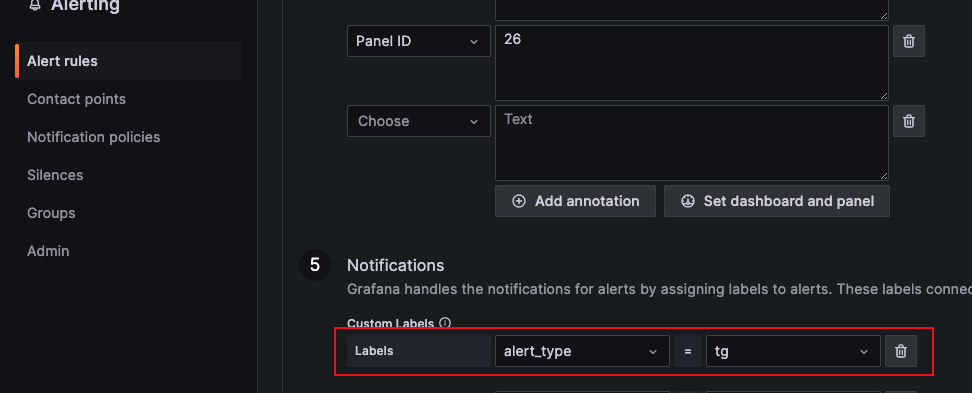 Alerting
Alert rules
Contact points
Notification policies
Silences
Groups
Admin
Panel ID
26
Choose
Text
Add annotation
Set dashboard and panel
5
Notifications
Grafana handles the notifications for alerts by assigning labels to alerts. These labels connec
Custom Labels
Labels
alert_type
=
tg